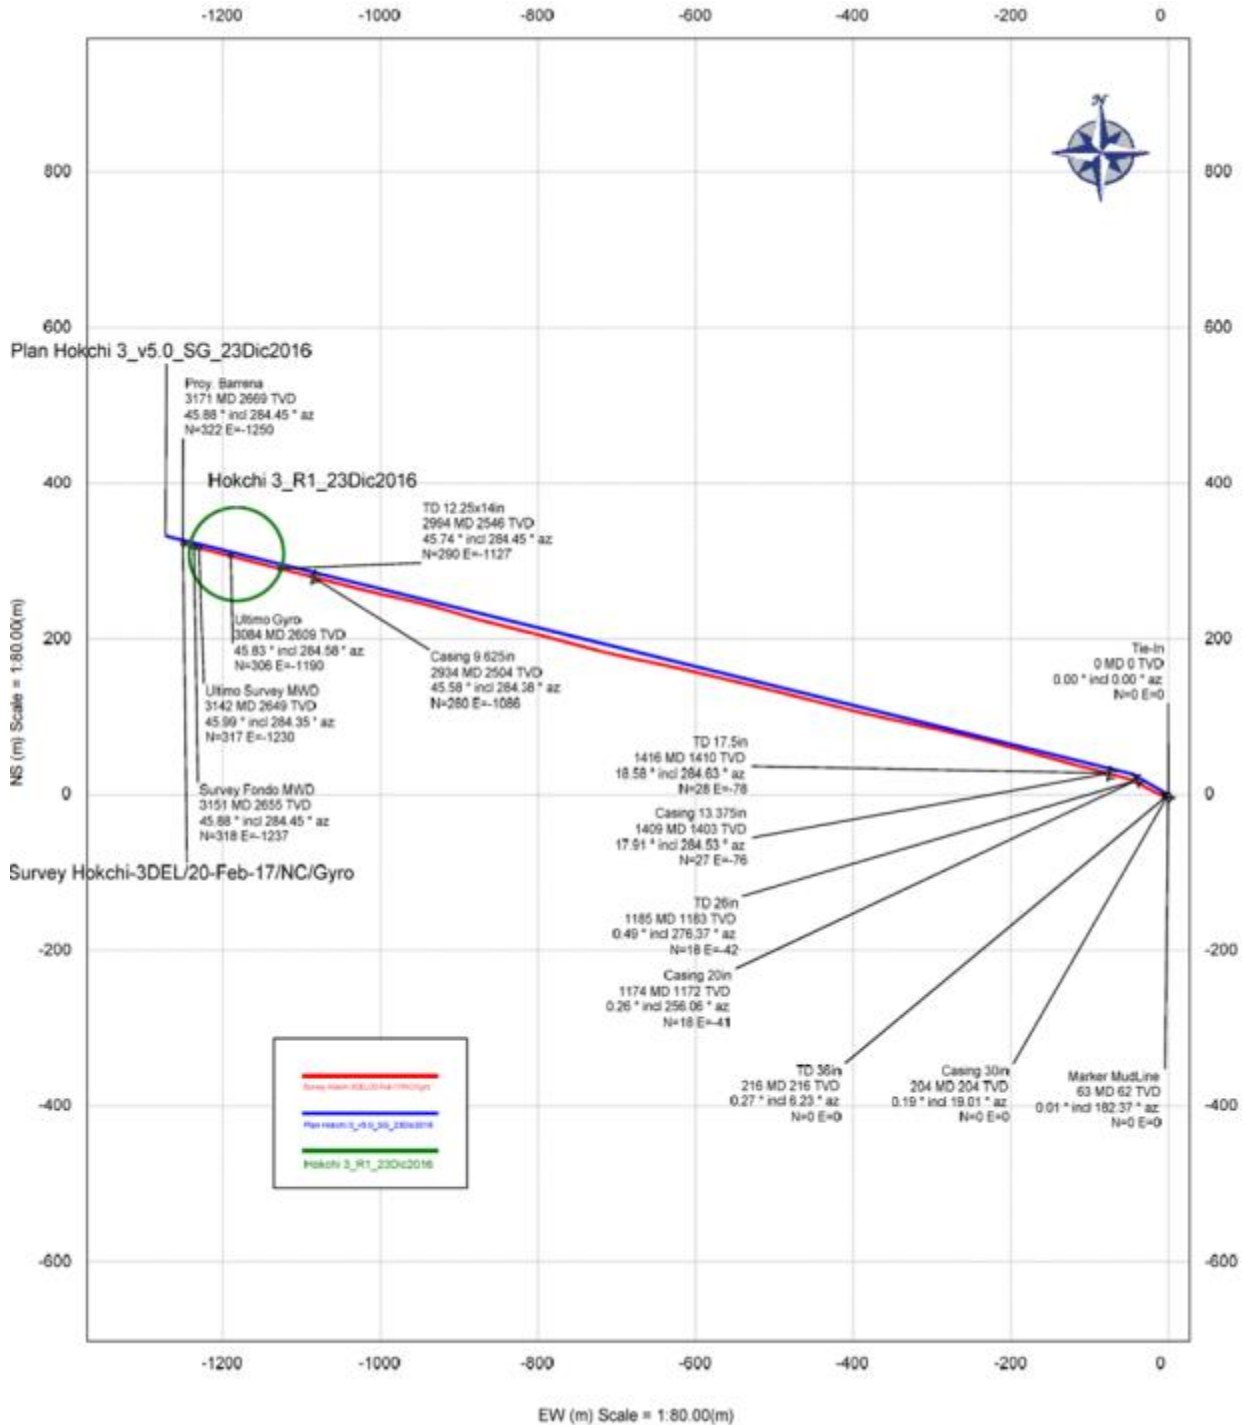 -1200 -1000 -800 -600 -400 -200 0
N
800 800
600 600
Plan Hokchi 3_v5.0_SG_23Dic2016
Proy. Barrena
3171 MD 2669 TVD
45.88 ° incl 284.45 ° az
N=322 E=-1250
400 400
Hokchi 3_R1_23Dic2016
TD 12.25x14in
2994 MD 2546 TVD
45.74 ° incl 284.45 ° az
N=290 E=-1127
Ultimo Gyro
3084 MD 2609 TVD
45.83 ° incl 284.58 ° az
N=306 E=-1190
Casing 9.625in
2934 MD 2504 TVD
45.58 ° incl 284.38 ° az
N=280 E=-1086
200 200
Tie-In
0 MD 0 TVD
0.00 ° incl 0.00 ° az
N=0 E=0
Ultimo Survey MWD
3142 MD 2649 TVD
45.99 ° incl 284.35 ° az
N=317 E=-1230
NS (m) Scale = 1:80.00(m)
TD 17.5in
1416 MD 1410 TVD
18.58 ° incl 284.63 ° az
N=28 E=-78
0 0
Survey Fondo MWD
3151 MD 2655 TVD
45.88 ° incl 284.45 ° az
N=318 E=-1237
Casing 13.375in
1409 MD 1403 TVD
17.91 ° incl 284.53 ° az
N=27 E=-76
Survey Hokchi-3DEL/20-Feb-17/NC/Gyro
TD 26in
1185 MD 1183 TVD
0.49 ° incl 276.37 ° az
N=18 E=-42
-200 -200
Casing 20in
1174 MD 1172 TVD
0.26 ° incl 256.06 ° az
N=18 E=-41
TD 36in
216 MD 216 TVD
0.27 ° incl 6.23 ° az
N=0 E=0
Casing 30in
204 MD 204 TVD
0.19 ° incl 19.01 ° az
N=0 E=0
Marker MudLine
63 MD 62 TVD
0.01 ° incl 182.37 ° az
N=0 E=0
-400 -400
Survey Hokchi-3DEL/20-Feb-17/NC/Gyro
Plan Hokchi 3_v5.0_SG_23Dic2016
Hokchi 3_R1_23Dic2016
-600 -600
-1200 -1000 -800 -600 -400 -200 0
EW (m) Scale = 1:80.00(m)